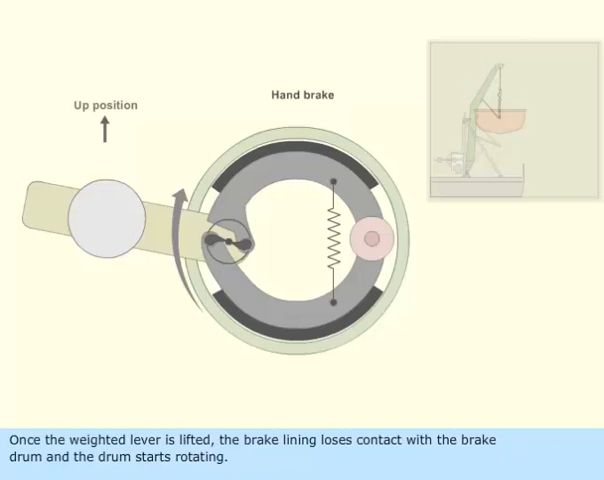 Hand brake
Up position
Once the weighted lever is lifted, the brake lining loses contact with the brake
drum and the drum starts rotating.